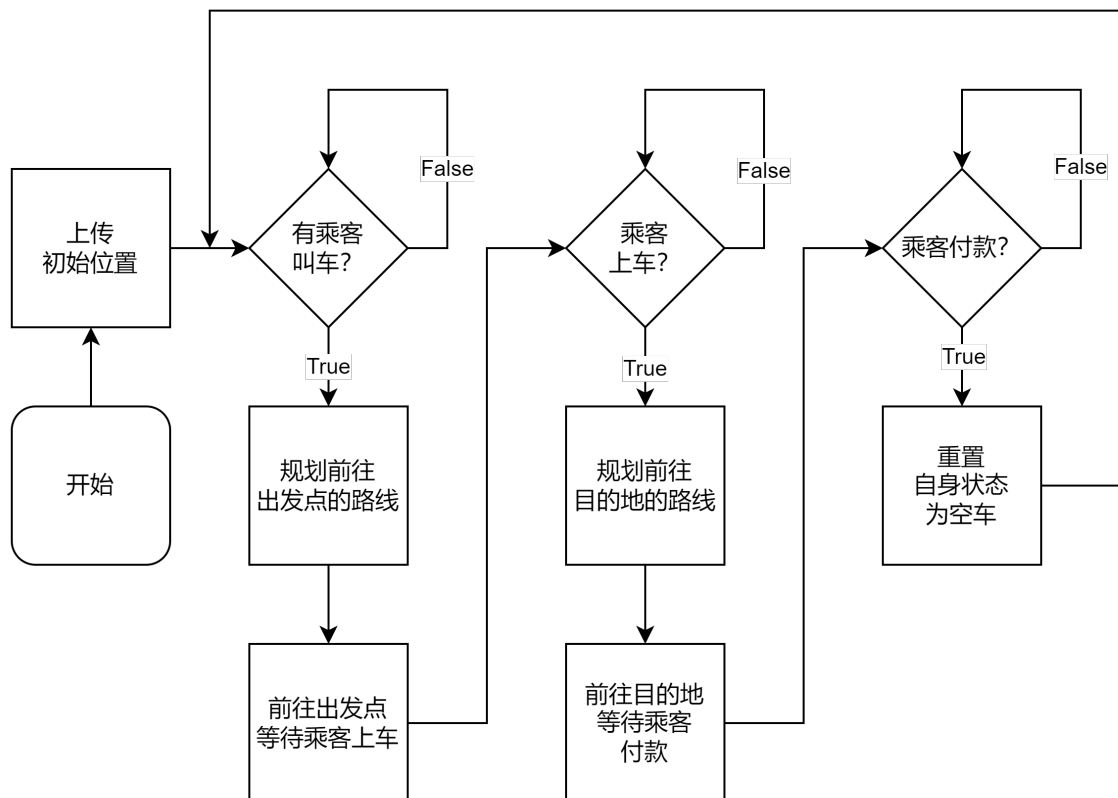 上传
初始位置
开始
有乘客
叫车?
False
True
规划前往
出发点的路线
前往出发点
等待乘客上车
乘客
上车?
False
True
规划前往
目的地的路线
前往目的地
等待乘客
付款
乘客付款?
False
True
重置
自身状态
为空车